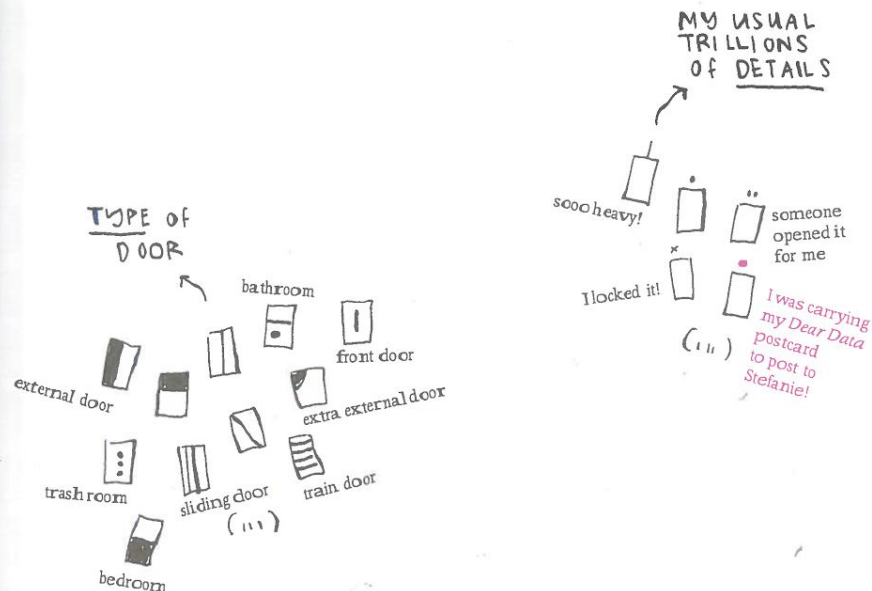 MY USUAL
TRILLIONS
Of DETAILS
sooo heavy!
someone
opened it
for me
I locked it!
I was carrying
my Dear Data
postcard
to post to
Stefanie!
(...)
TYPE of
DOOR
bathroom
front door
external door
extra external door
trash room
sliding door
train door
(...)
bedroom